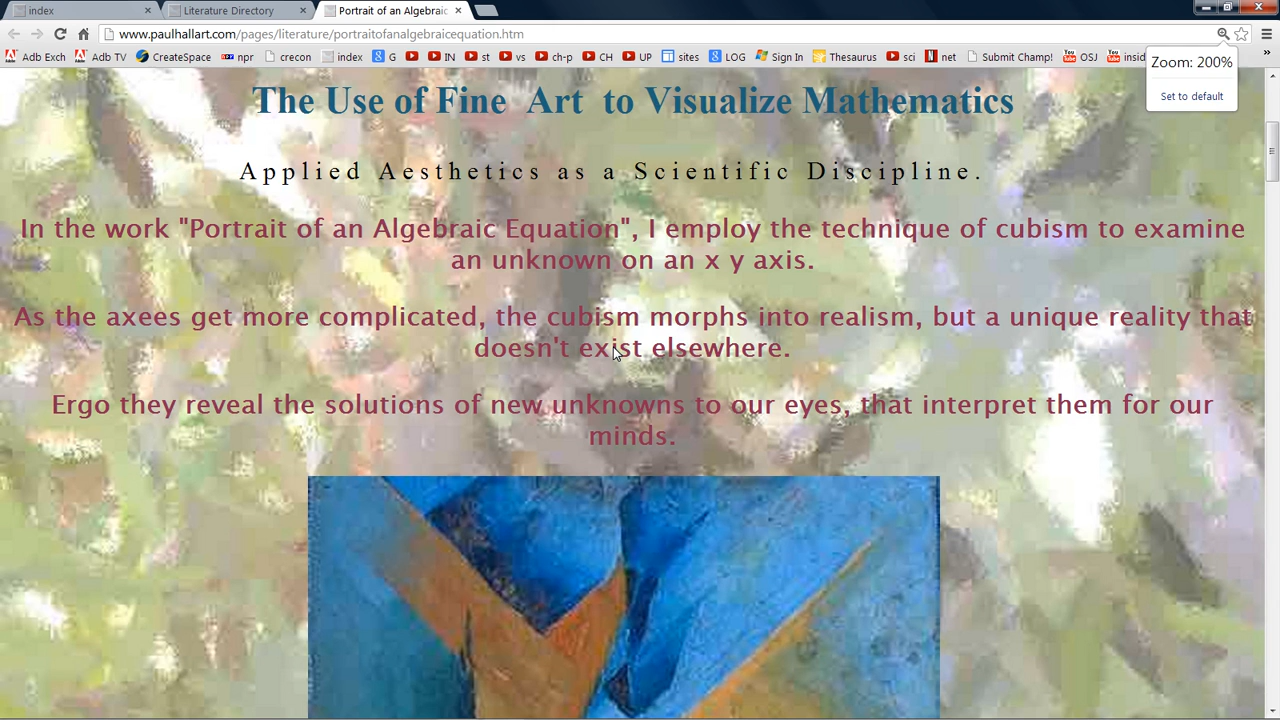 index
Literature Directory
Portrait of an Algebraic
www.paulhallart.com/pages/literature/portraitofanalgebraicequation.htm
Adb Exch Adb TV CreateSpace npr crecon index G IN st vs ch-p CH UP sites LOG Sign In Thesaurus sci net Submit Champ! OSJ insid
Zoom: 200%
Set to default
The Use of Fine Art to Visualize Mathematics
Applied Aesthetics as a Scientific Discipline.
In the work "Portrait of an Algebraic Equation", I employ the technique of cubism to examine
an unknown on an x y axis.
As the axees get more complicated, the cubism morphs into realism, but a unique reality that
doesn't exist elsewhere.
Ergo they reveal the solutions of new unknowns to our eyes, that interpret them for our
minds.